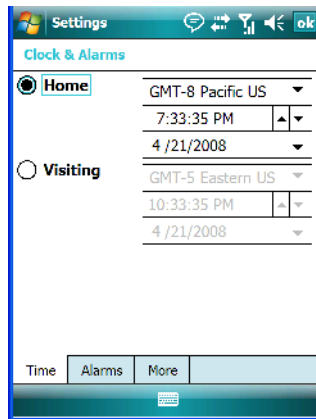 Settings
ok
Clock & Alarms
Home
GMT-8 Pacific US
7:33:35 PM
4 /21/2008
Visiting
GMT-5 Eastern US
10:33:35 PM
4 /21/2008
Time Alarms More